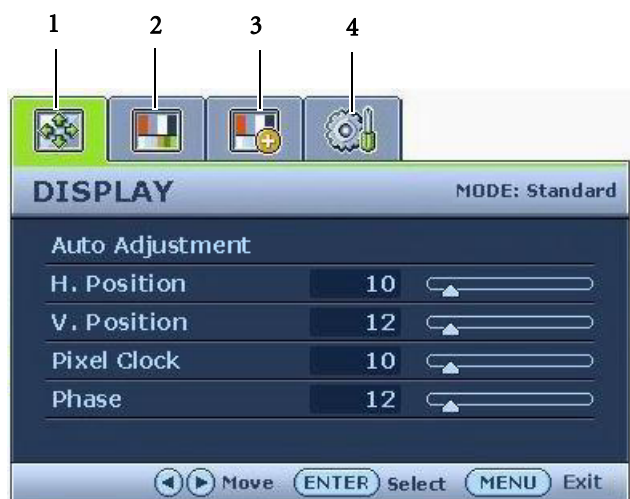 1 2 3 4
DISPLAY MODE: Standard
Auto Adjustment
H. Position 10
V. Position 12
Pixel Clock 10
Phase 12
Move ENTER Select MENU Exit